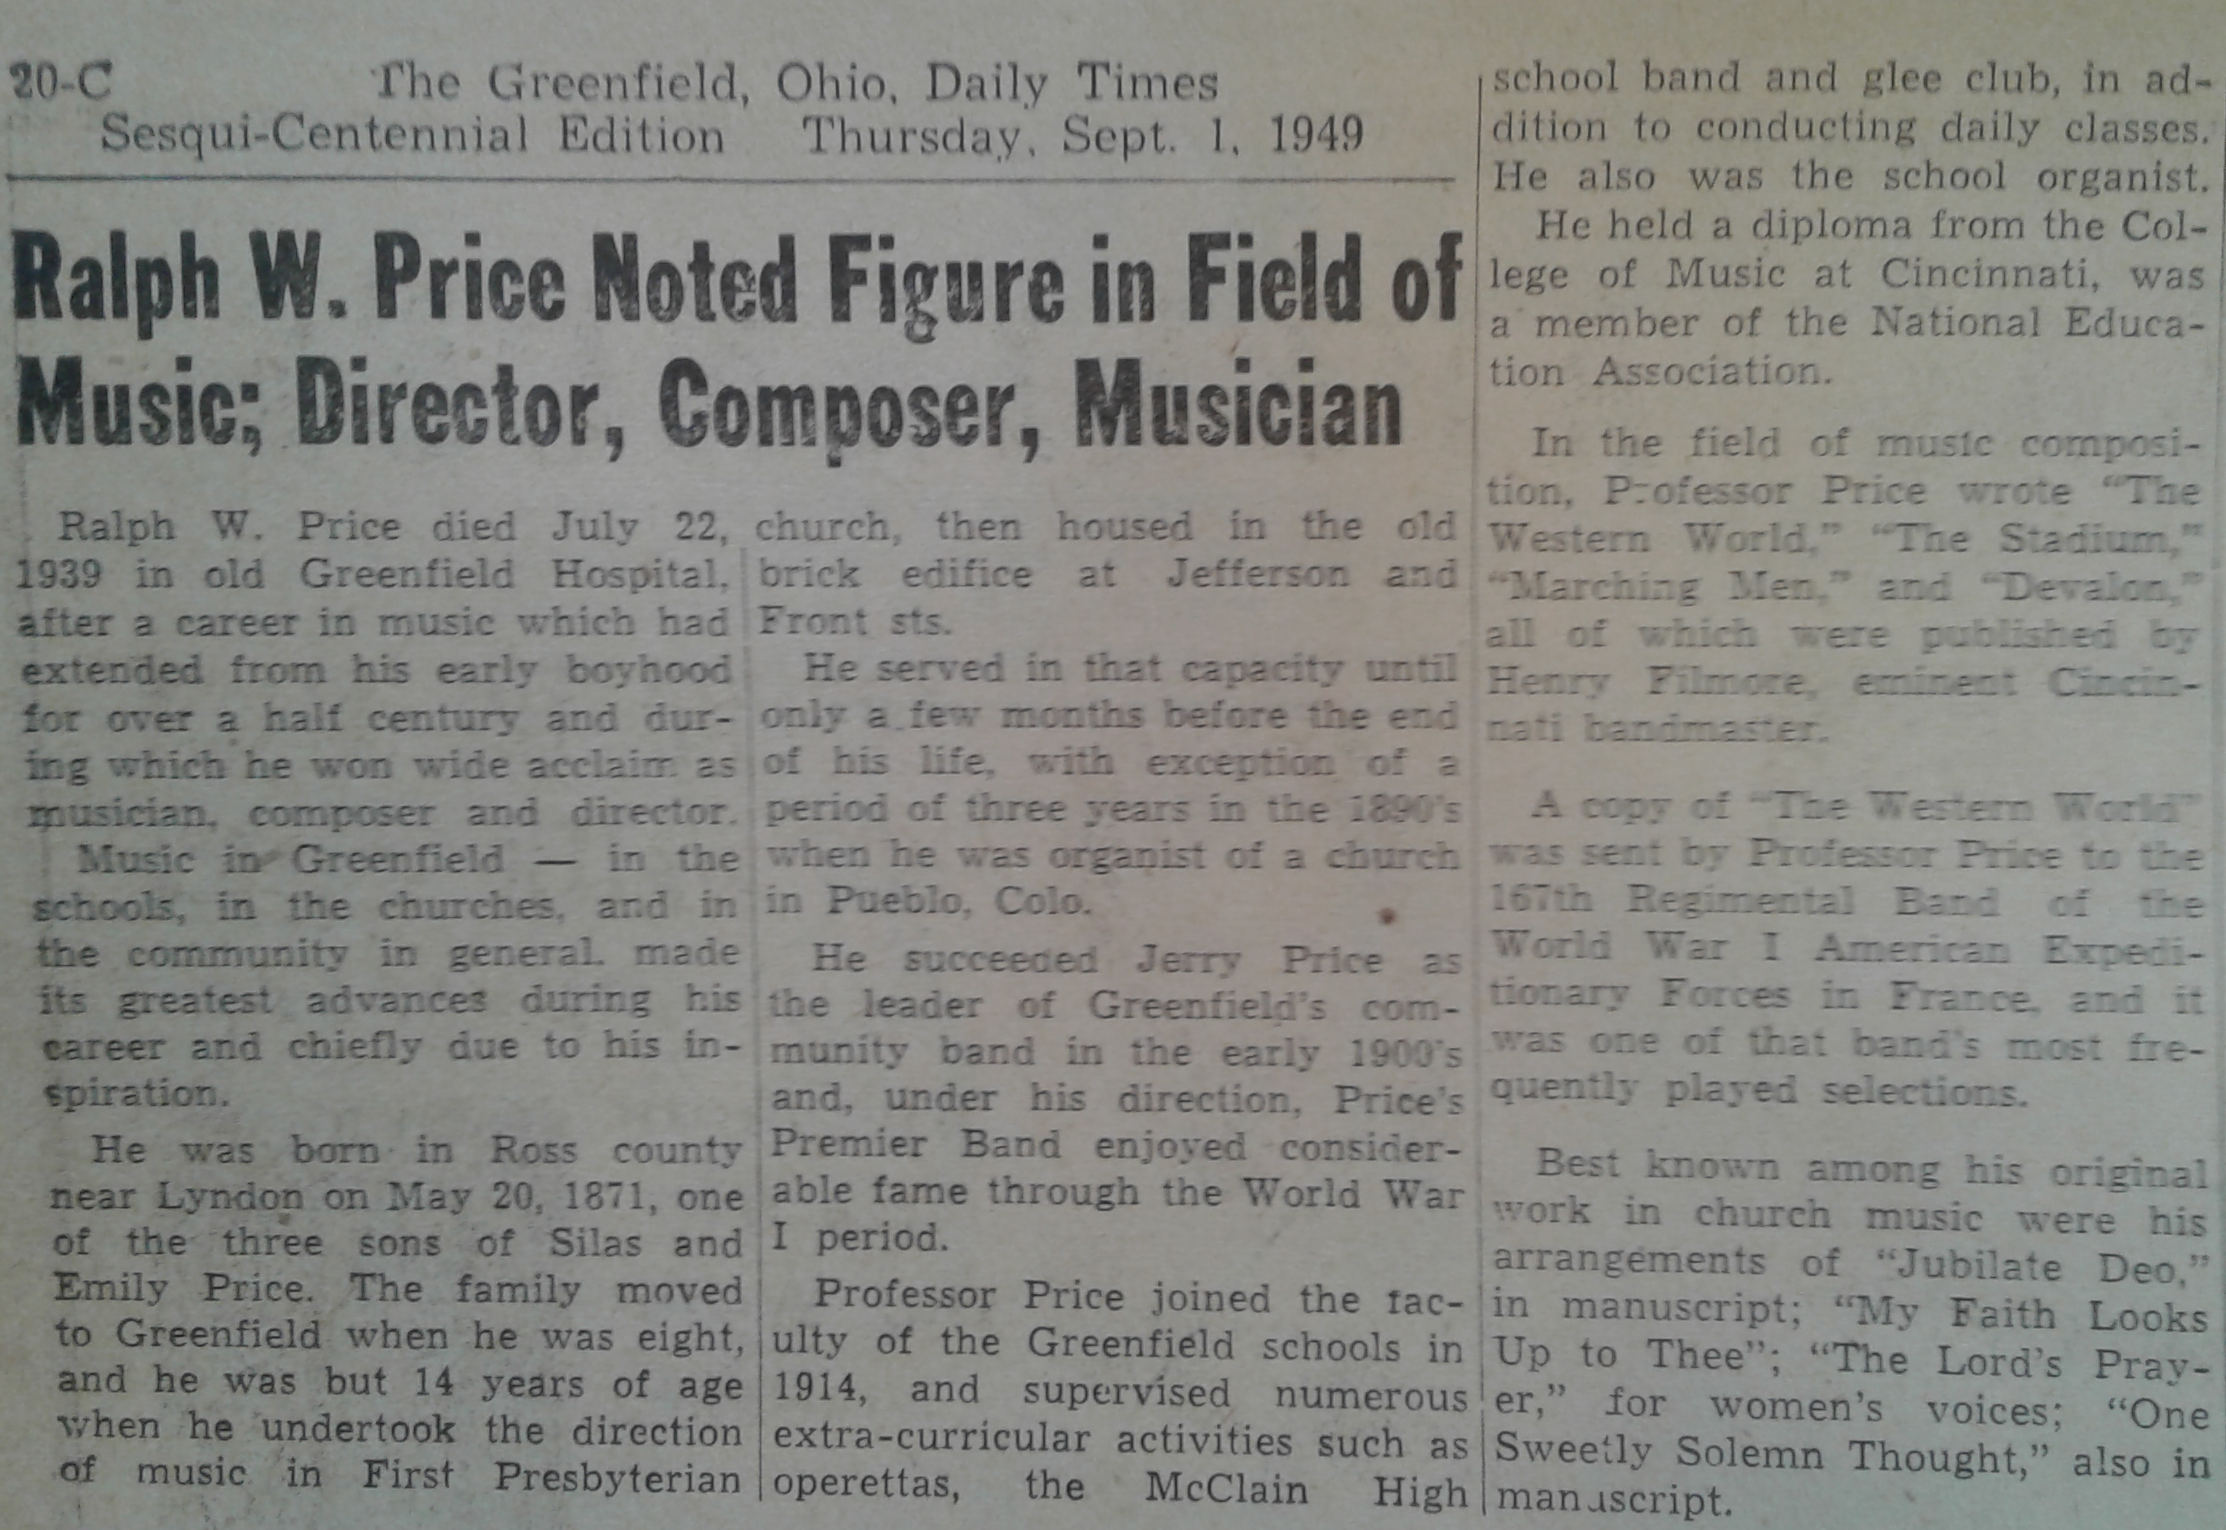 20-C The Greenfield, Ohio, Daily Times
Sesqui-Centennial Edition Thursday, Sept. 1, 1949
Ralph W. Price Noted Figure in Field of
Music; Director, Composer, Musician
Ralph W. Price died July 22,
1939 in old Greenfield Hospital,
after a career in music which had
extended from his early boyhood
for over a half century and dur-
ing which he won wide acclaim as
musician, composer and director.
Music in Greenfield — in the
schools, in the churches, and in
the community in general. made
its greatest advances during his
career and chiefly due to his in-
spiration.
He was born in Ross county
near Lyndon on May 20, 1871, one
of the three sons of Silas and
Emily Price. The family moved
to Greenfield when he was eight,
and he was but 14 years of age
when he undertook the direction
of music in First Presbyterian
church, then housed in the old
brick edifice at Jefferson and
Front sts.
He served in that capacity until
only a few months before the end
of his life, with exception of a
period of three years in the 1890's
when he was organist of a church
in Pueblo, Colo.
He succeeded Jerry Price as
the leader of Greenfield's com-
munity band in the early 1900's
and, under his direction, Price's
Premier Band enjoyed consider-
able fame through the World War
I period.
Professor Price joined the fac-
ulty of the Greenfield schools in
1914, and supervised numerous
extra-curricular activities such as
operettas, the McClain High
school band and glee club, in ad-
dition to conducting daily classes.
He also was the school organist.
He held a diploma from the Col-
lege of Music at Cincinnati, was
a member of the National Educa-
tion Association.
In the field of music composi-
tion, Professor Price wrote "The
Western World," "The Stadium,"
"Marching Men," and "Devalon,"
all of which were published by
Henry Filmore, eminent Cincin-
nati bandmaster.
A copy of "The Western World"
was sent by Professor Price to the
167th Regimental Band of the
World War I American Expedi-
tionary Forces in France, and it
was one of that band's most fre-
quently played selections.
Best known among his original
work in church music were his
arrangements of "Jubilate Deo,"
in manuscript; "My Faith Looks
Up to Thee"; "The Lord's Pray-
er," for women's voices; "One
Sweetly Solemn Thought," also in
manuscript.